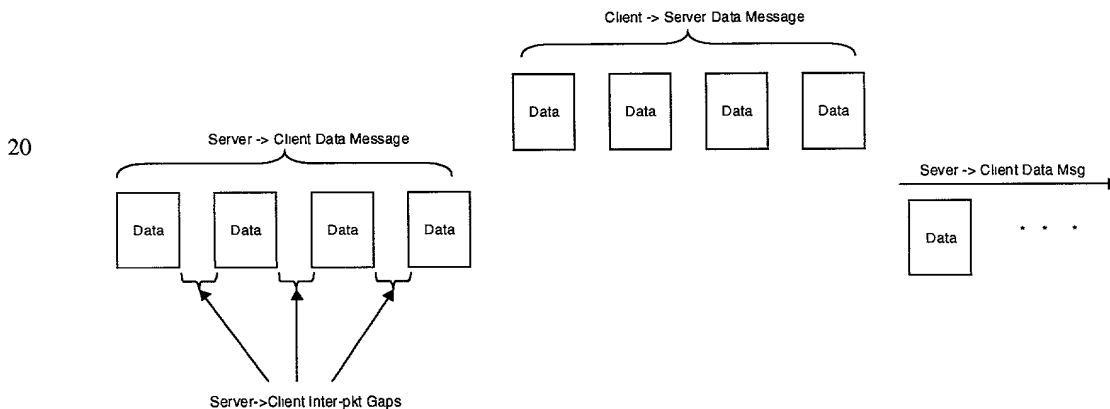 Client -> Server Data Message
Data Data Data Data
20
Server -> Client Data Message
Sever -> Client Data Msg
Data Data Data Data
Data * * *
Server->Client Inter-pkt Gaps